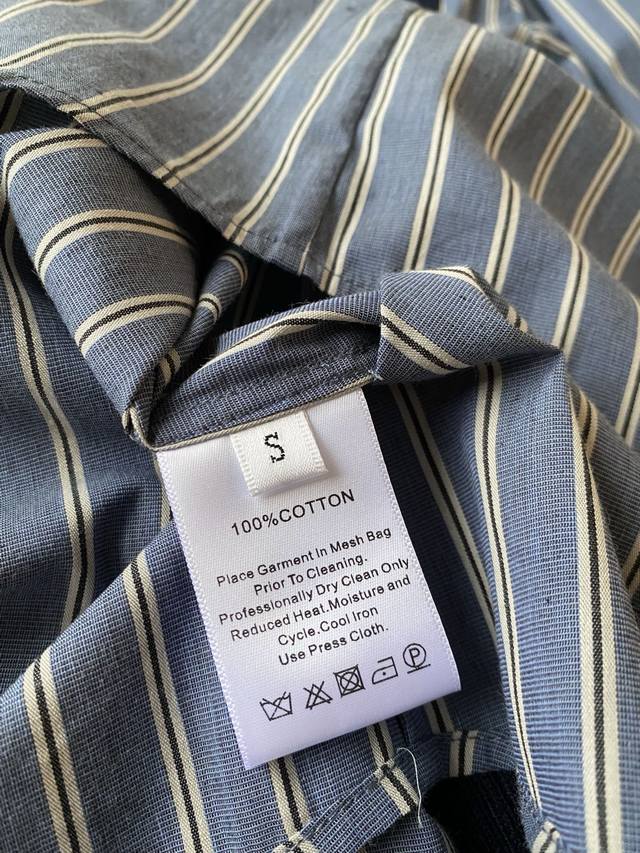 S
100%COTTON
Place Garment In Mesh Bag
Prior To Cleaning.
Professionally Dry Clean Only
Reduced Heat.Moisture and
Cycle.Cool Iron
Use Press Cloth.
P